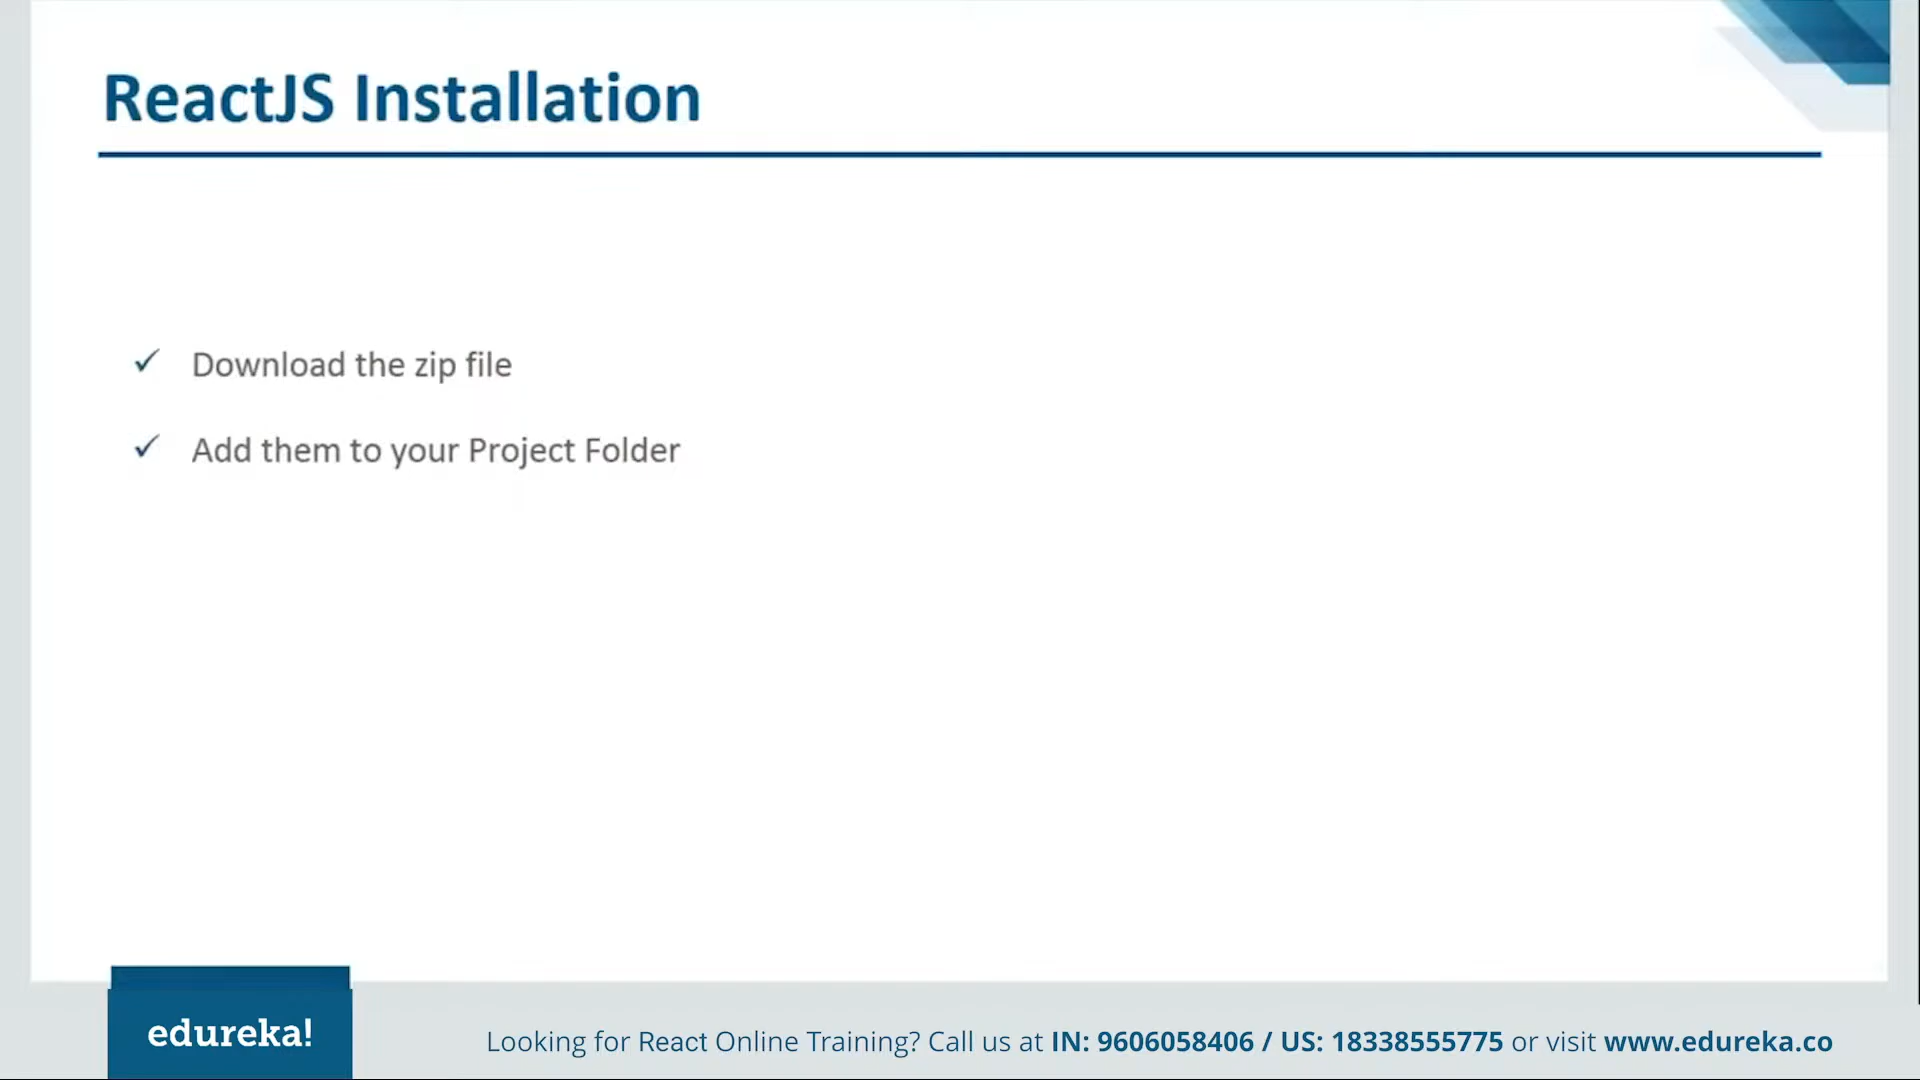 ReactJS Installation
✓ Download the zip file
✓ Add them to your Project Folder
edureka!
Looking for React Online Training? Call us at IN: 9606058406 / US: 18338555775 or visit www.edureka.co